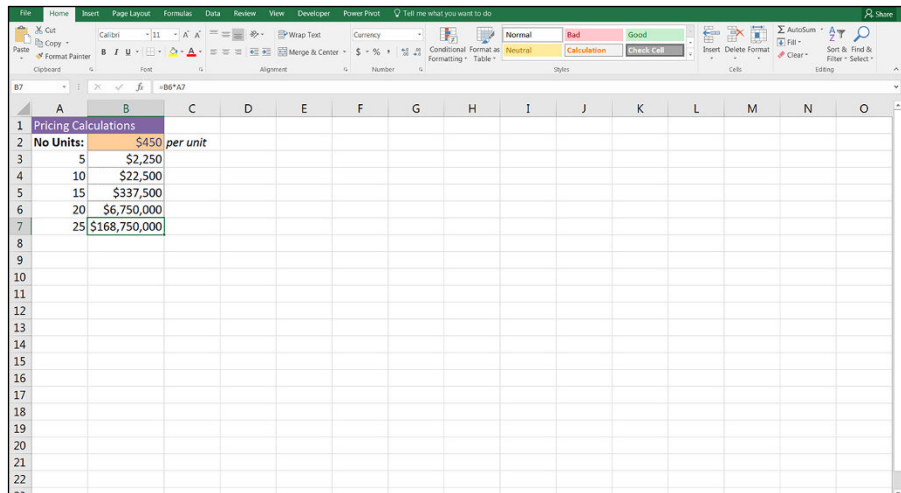 File Home Insert Page Layout Formulas Data Review View Developer Power Pivot Tell me what you want to do Share
Cut
Copy
Format Painter
Paste
Clipboard
Calibri 11 A A
B I U A
Font
Wrap Text
Merge & Center
Alignment
Currency
$ % ,
Number
Conditional Formatting
Format as Table
Normal Bad Good
Neutral Calculation Check Cell
Styles
Insert Delete Format
Cells
AutoSum
Fill
Clear
Sort & Filter
Find & Select
Editing
B7 fx =B6*A7
A B C D E F G H I J K L M N O
1 Pricing Calculations
2 No Units: $450 per unit
3 5 $2,250
4 10 $22,500
5 15 $337,500
6 20 $6,750,000
7 25 $168,750,000
8
9
10
11
12
13
14
15
16
17
18
19
20
21
22